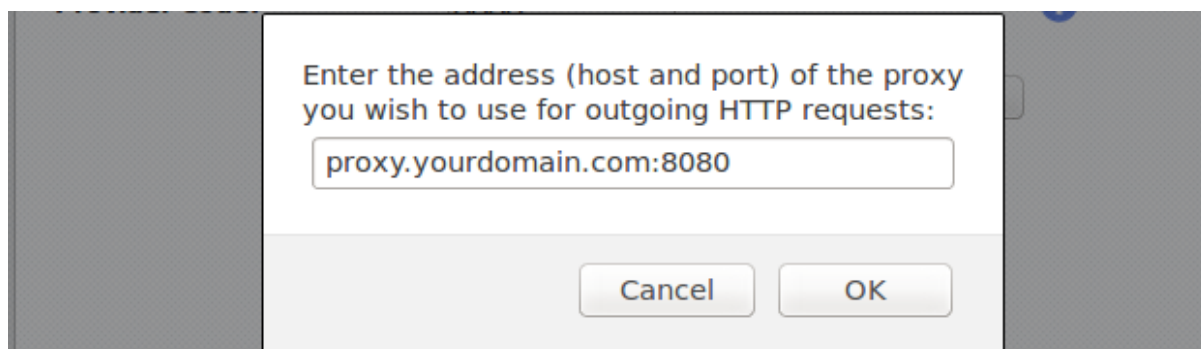 Enter the address (host and port) of the proxy
you wish to use for outgoing HTTP requests:
proxy.yourdomain.com:8080
Cancel
OK